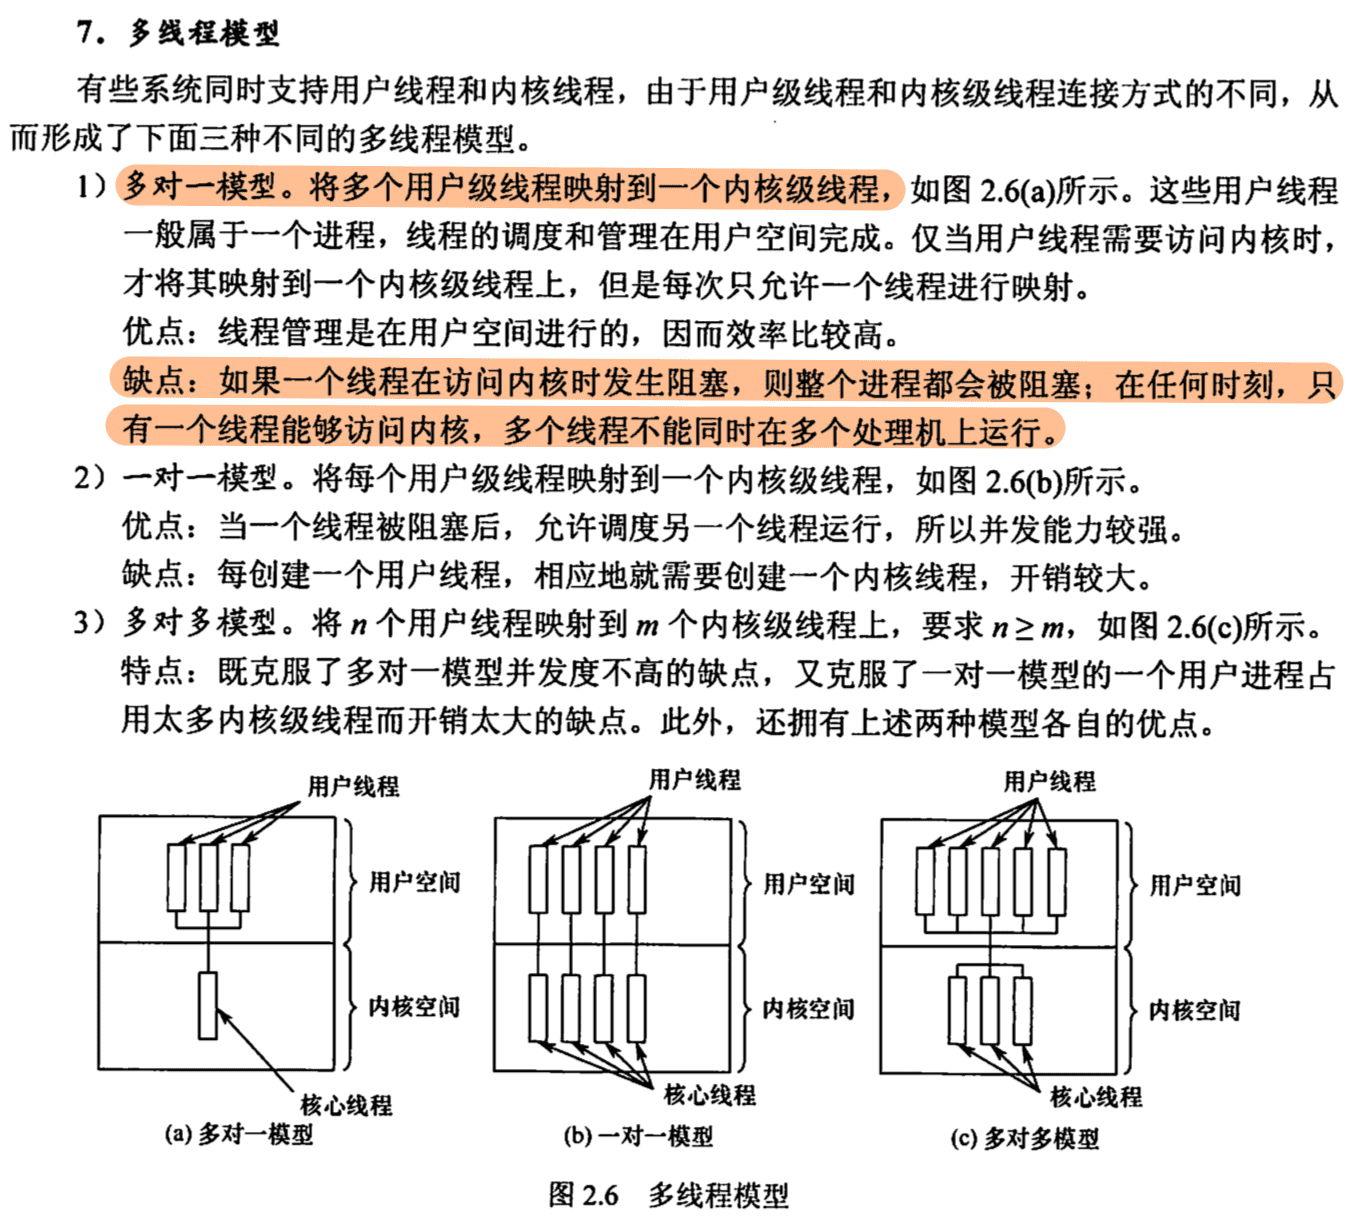 7．多线程模型
有些系统同时支持用户线程和内核线程，由于用户级线程和内核级线程连接方式的不同，从
而形成了下面三种不同的多线程模型。
1）多对一模型。将多个用户级线程映射到一个内核级线程，如图 2.6(a)所示。这些用户线程
一般属于一个进程，线程的调度和管理在用户空间完成。仅当用户线程需要访问内核时，
才将其映射到一个内核级线程上，但是每次只允许一个线程进行映射。
优点：线程管理是在用户空间进行的，因而效率比较高。
缺点：如果一个线程在访问内核时发生阻塞，则整个进程都会被阻塞；在任何时刻，只
有一个线程能够访问内核，多个线程不能同时在多个处理机上运行。
2）一对一模型。将每个用户级线程映射到一个内核级线程，如图 2.6(b)所示。
优点：当一个线程被阻塞后，允许调度另一个线程运行，所以并发能力较强。
缺点：每创建一个用户线程，相应地就需要创建一个内核线程，开销较大。
3）多对多模型。将 n 个用户线程映射到 m 个内核级线程上，要求 n ≥ m，如图 2.6(c)所示。
特点：既克服了多对一模型并发度不高的缺点，又克服了一对一模型的一个用户进程占
用太多内核级线程而开销太大的缺点。此外，还拥有上述两种模型各自的优点。
用户线程
用户空间
内核空间
核心线程
(a) 多对一模型
用户线程
用户空间
内核空间
核心线程
(b) 一对一模型
用户线程
用户空间
内核空间
核心线程
(c) 多对多模型
图 2.6 多线程模型